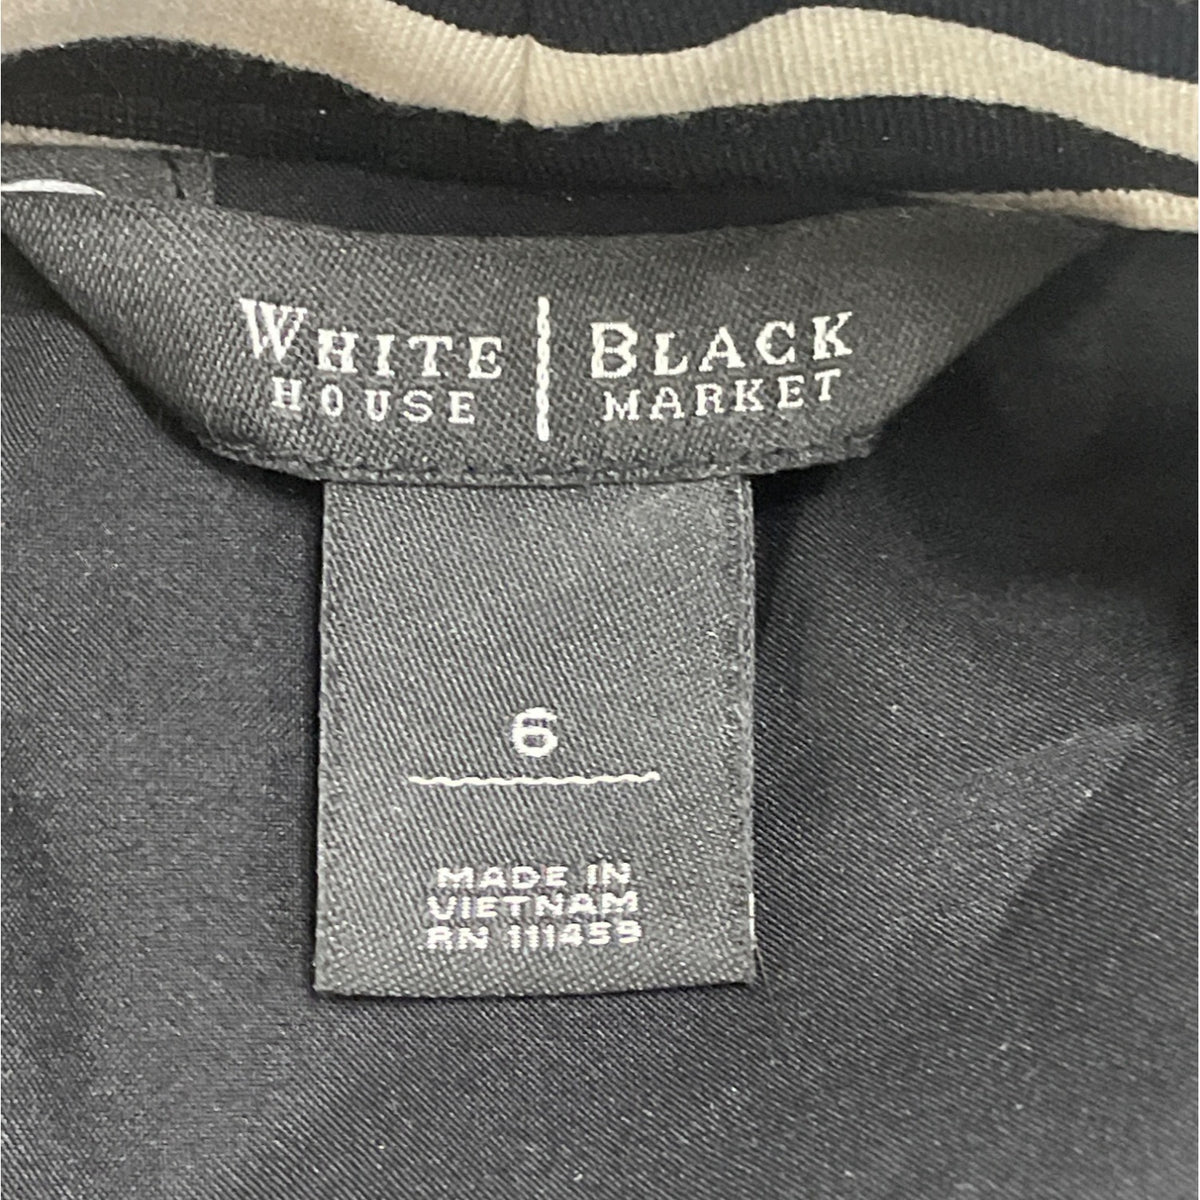 WHITE | BLACK
HOUSE | MARKET
6
MADE IN
VIETNAM
RN 111459